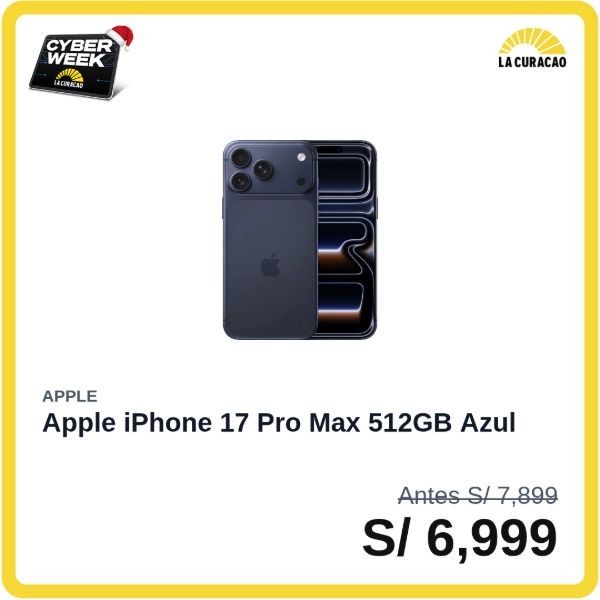 CYBER
WEEK
LA CURACAO
LA CURACAO
APPLE
Apple iPhone 17 Pro Max 512GB Azul
Antes S/ 7,899
S/ 6,999